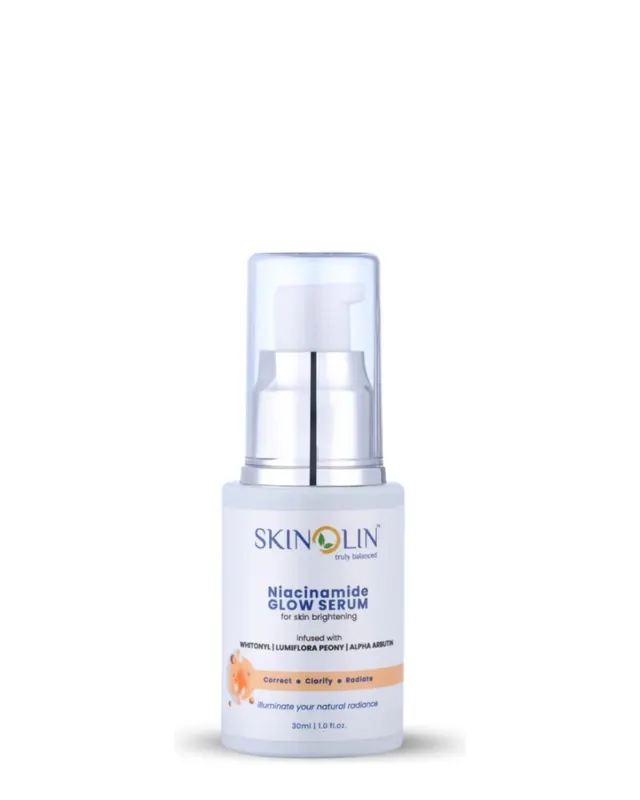 SKINOLIN™
truly balanced
Niacinamide
GLOW SERUM
for skin brightening
infused with
WHITONYL | LUMIFLORA PEONY | ALPHA ARBUTIN
Correct • Clarify • Radiate
illuminate your natural radiance
30ml | 1.0 fl.oz.